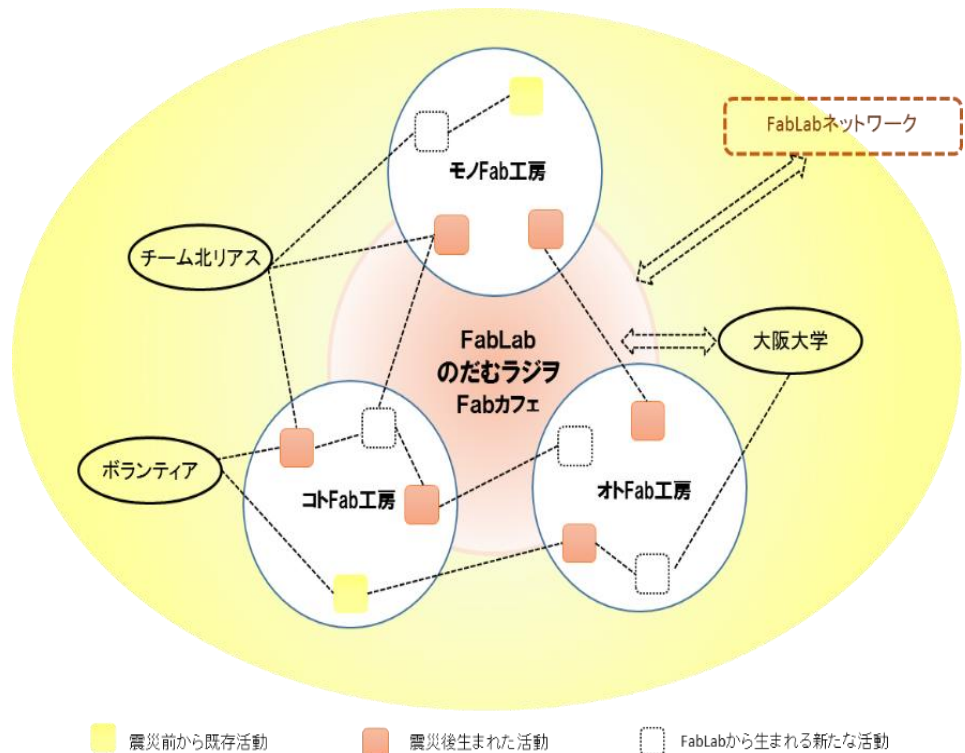 FabLabネットワーク
モノFab工房
チーム北リアス
FabLab
のだむラジヲ
Fabカフェ
大阪大学
ボランティア
コトFab工房
オトFab工房
震災前から既存活動
震災後生まれた活動
FabLabから生まれる新たな活動